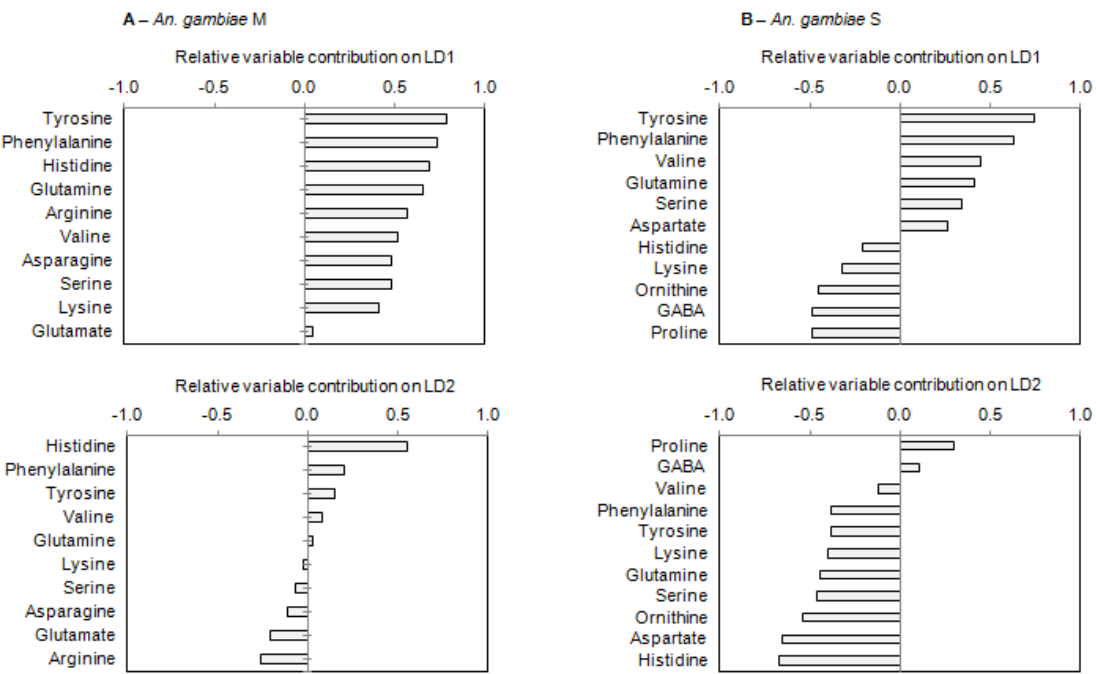 A – An. gambiae M
Relative variable contribution on LD1
-1.0 -0.5 0.0 0.5 1.0
Tyrosine
Phenylalanine
Histidine
Glutamine
Arginine
Valine
Asparagine
Serine
Lysine
Glutamate
Relative variable contribution on LD2
-1.0 -0.5 0.0 0.5 1.0
Histidine
Phenylalanine
Tyrosine
Valine
Glutamine
Lysine
Serine
Asparagine
Glutamate
Arginine
B – An. gambiae S
Relative variable contribution on LD1
-1.0 -0.5 0.0 0.5 1.0
Tyrosine
Phenylalanine
Valine
Glutamine
Serine
Aspartate
Histidine
Lysine
Ornithine
GABA
Proline
Relative variable contribution on LD2
-1.0 -0.5 0.0 0.5 1.0
Proline
GABA
Valine
Phenylalanine
Tyrosine
Lysine
Glutamine
Serine
Ornithine
Aspartate
Histidine